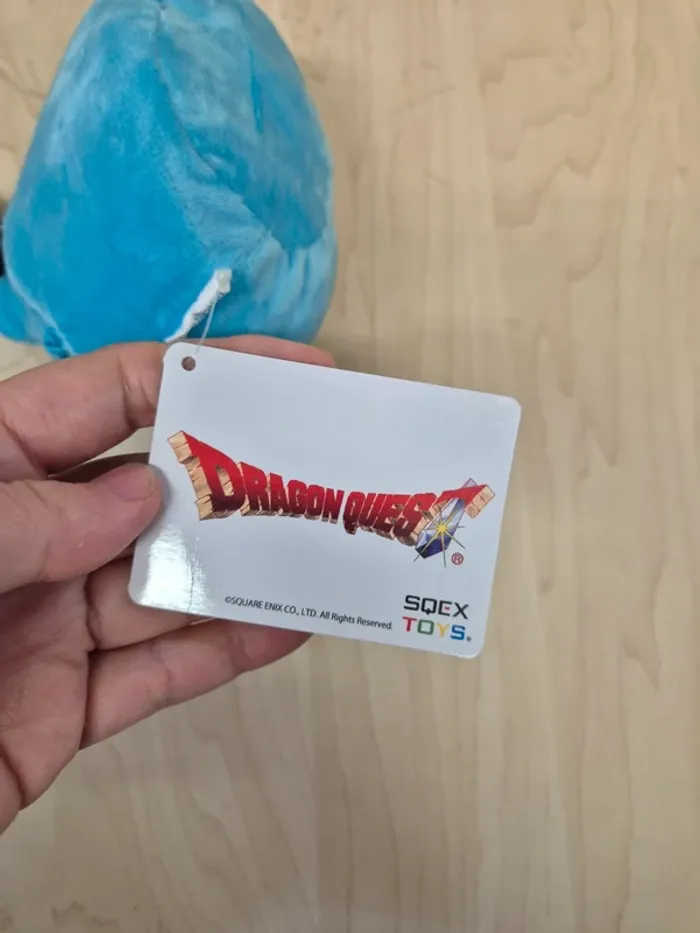 DRAGON QUEST®
©SQUARE ENIX CO., LTD. All Rights Reserved.
SQEX
TOYS®